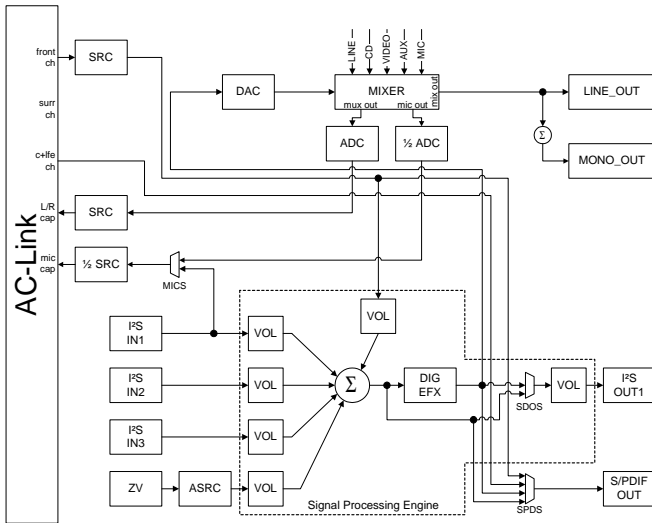 AC-Link
front
ch
surr
ch
c+lfe
ch
L/R
cap
mic
cap
SRC
SRC
½ SRC
MICS
LINE
CD
VIDEO
AUX
MIC
DAC
MIXER
mux out
mic out
mix out
ADC
½ ADC
LINE_OUT
Σ
MONO_OUT
I²S
IN1
I²S
IN2
I²S
IN3
ZV
ASRC
VOL
VOL
VOL
VOL
VOL
Σ
DIG
EFX
SDOS
VOL
I²S
OUT1
SPDS
S/PDIF
OUT
Signal Processing Engine